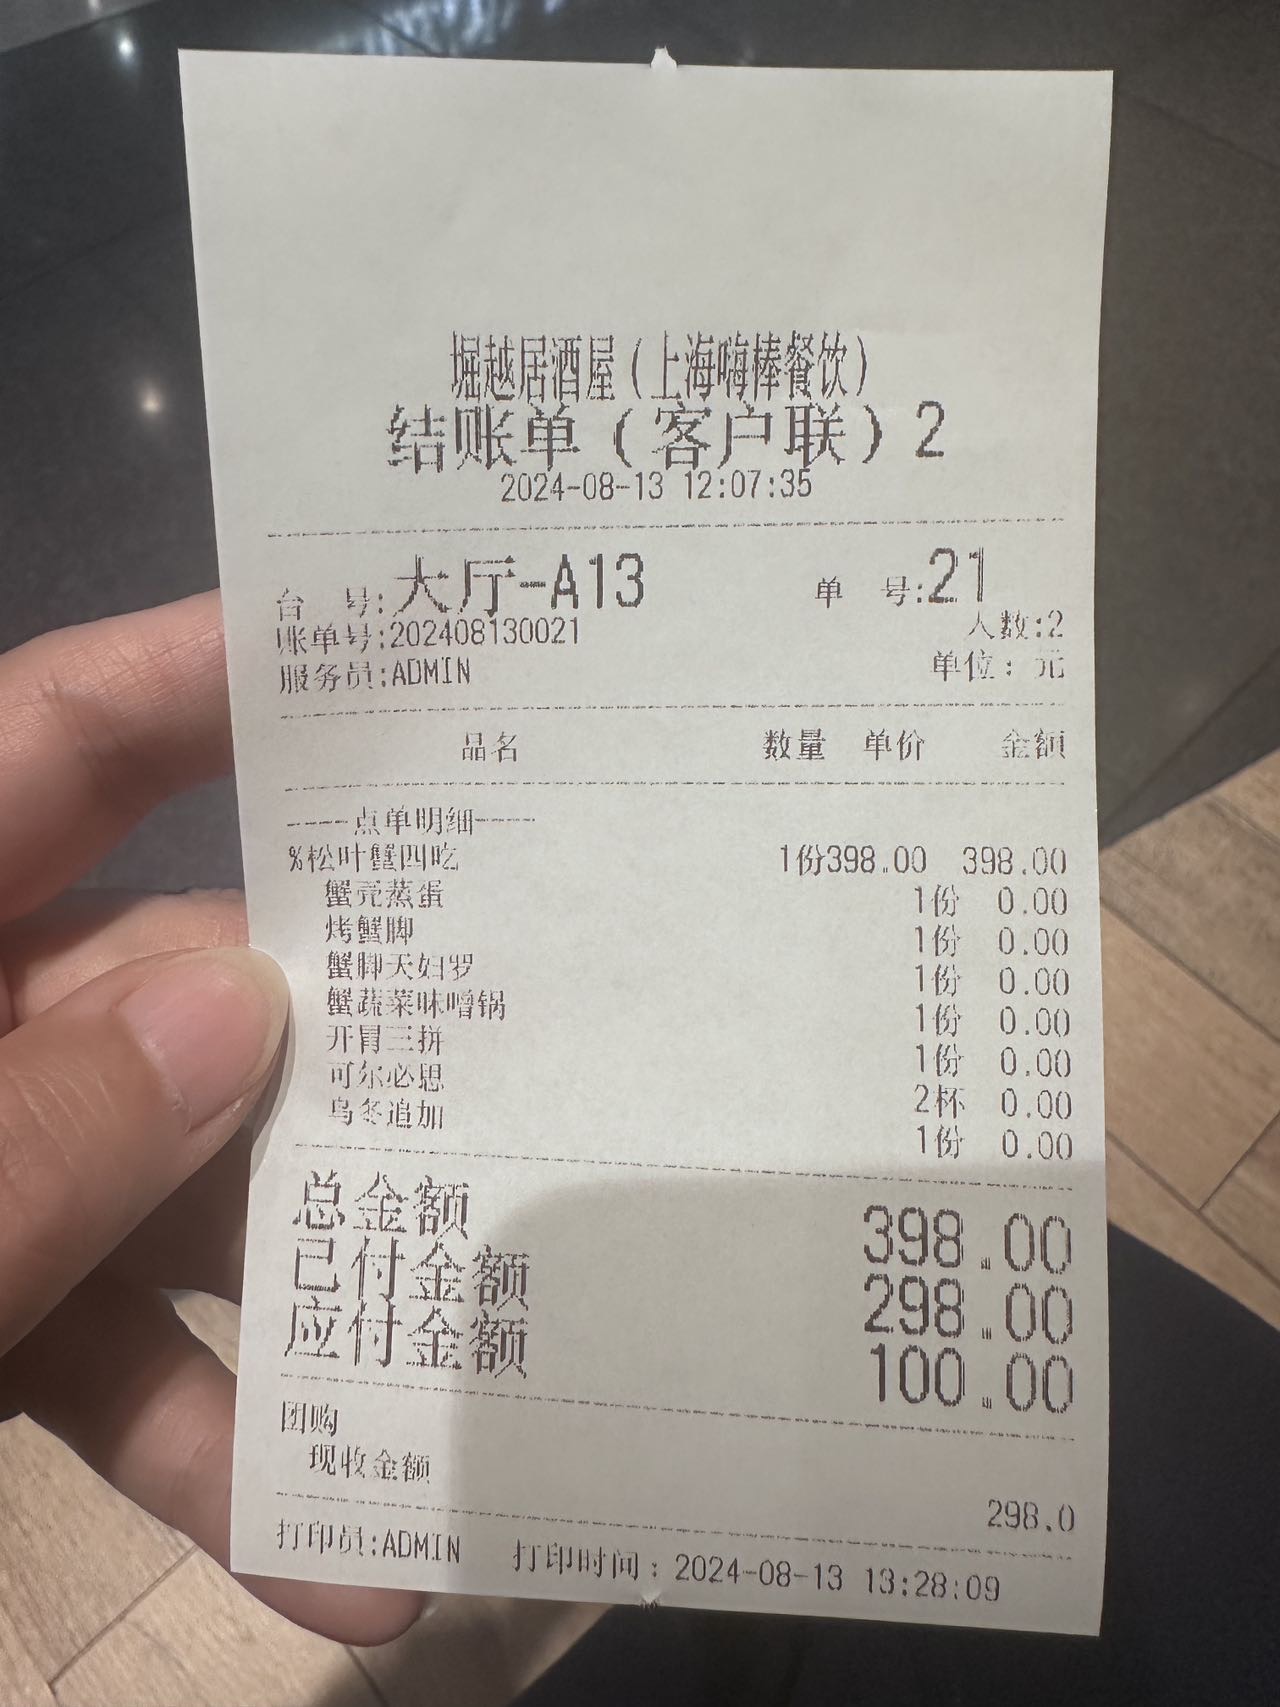 堀越居酒屋(上海嗨棒餐饮)
结账单(客户联)2
2024-08-13 12:07:35
台 号:大厅-A13 单 号:21
账单号:202408130021 人数:2
服务员:ADMIN 单位: 元
品名 数量 单价 金额
----点单明细----
%松叶蟹四吃 1份398.00 398.00
蟹壳蒸蛋 1份 0.00
烤蟹脚 1份 0.00
蟹脚天妇罗 1份 0.00
蟹蔬菜味噌锅 1份 0.00
开胃三拼 1份 0.00
可尔必思 2杯 0.00
乌冬追加 1份 0.00
总金额 398.00
已付金额 298.00
应付金额 100.00
团购
现收金额 298.0
打印员:ADMIN 打印时间: 2024-08-13 13:28:09